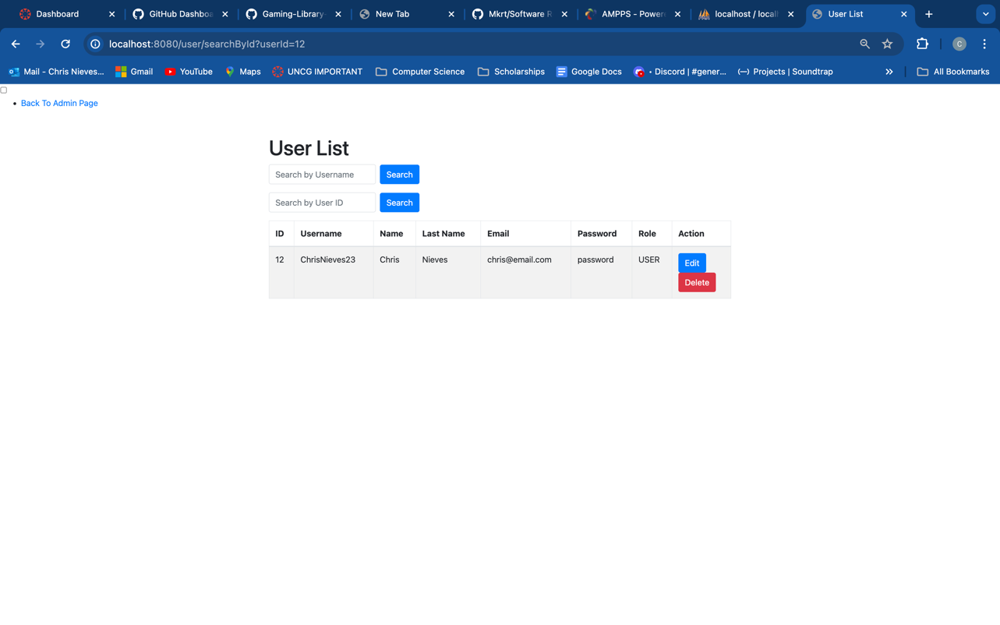 Dashboard
GitHub Dashboa
Gaming-Library-
New Tab
Mkrt/Software R
AMPPS - Power
localhost / local
User List
localhost:8080/user/searchById?userId=12
C
Mail - Chris Nieves...
Gmail
YouTube
Maps
UNCG IMPORTANT
Computer Science
Scholarships
Google Docs
• Discord | #gener...
Projects | Soundtrap
All Bookmarks
Back To Admin Page
User List
Search by Username Search
Search by User ID Search
ID Username Name Last Name Email Password Role Action
12 ChrisNieves23 Chris Nieves chris@email.com password USER Edit
Delete